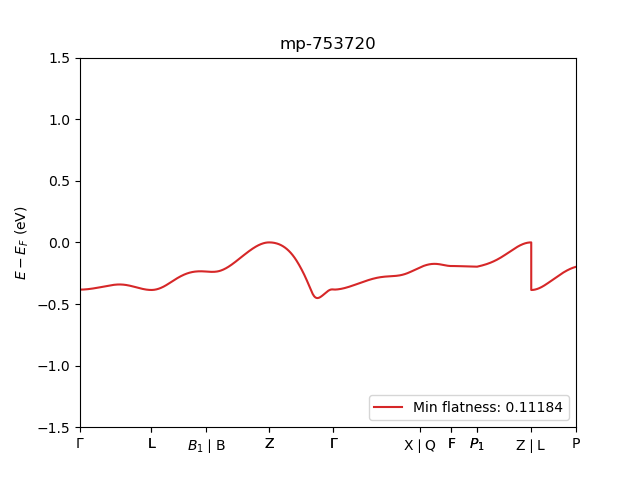 mp-753720
1.5
1.0
0.5
0.0
−0.5
−1.0
−1.5
E − E_F (eV)
Min flatness: 0.11184
Γ L B₁ | B Z Γ X | Q F P₁ Z | L P